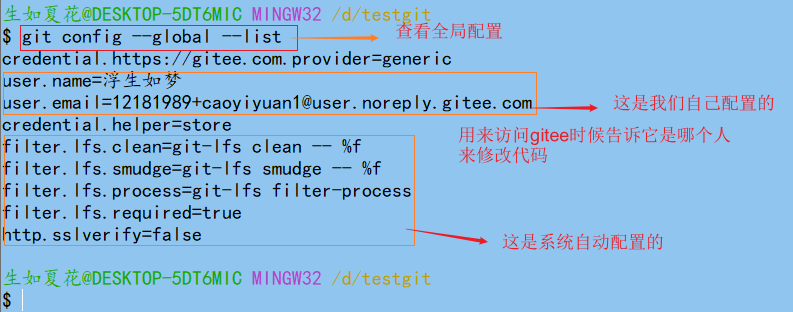 生如夏花@DESKTOP-5DT6MIC MINGW32 /d/testgit
$ git config --global --list
查看全局配置
credential.https://gitee.com.provider=generic
user.name=浮生如梦
user.email=12181989+caoyiyuan1@user.noreply.gitee.com
这是我们自己配置的
credential.helper=store
用来访问gitee时候告诉它是哪个人
来修改代码
filter.lfs.clean=git-lfs clean -- %f
filter.lfs.smudge=git-lfs smudge -- %f
filter.lfs.process=git-lfs filter-process
filter.lfs.required=true
http.sslverify=false
这是系统自动配置的
生如夏花@DESKTOP-5DT6MIC MINGW32 /d/testgit
$